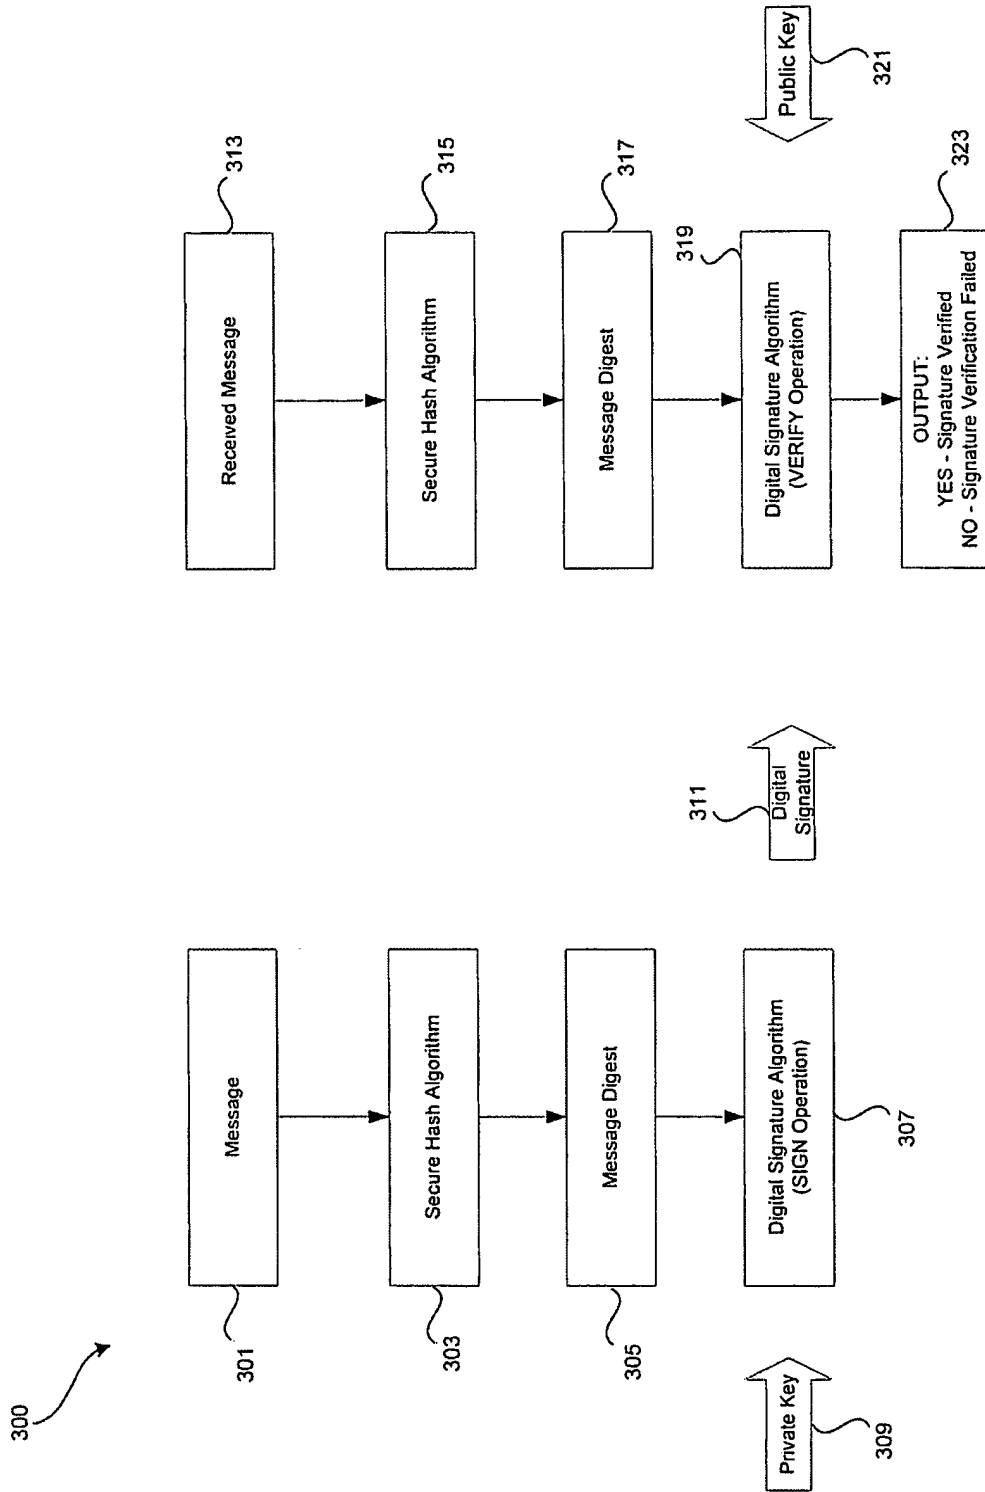 300
301
Message
303
Secure Hash Algorithm
305
Message Digest
Private Key
309
Digital Signature Algorithm
(SIGN Operation)
307
311
Digital
Signature
Received Message
313
Secure Hash Algorithm
315
Message Digest
317
319
Digital Signature Algorithm
(VERIFY Operation)
Public Key
321
OUTPUT:
YES - Signature Verified
NO - Signature Verification Failed
323